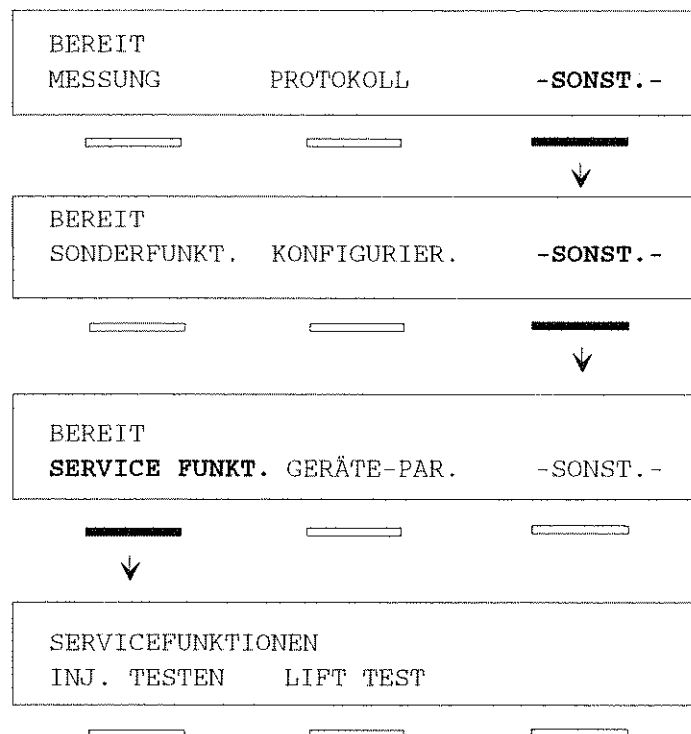 BEREIT
MESSUNG PROTOKOLL -SONST.-
BEREIT
SONDERFUNKT. KONFIGURIER. -SONST.-
BEREIT
SERVICE FUNKT. GERÄTE-PAR. -SONST.-
SERVICEFUNKTIONEN
INJ. TESTEN LIFT TEST